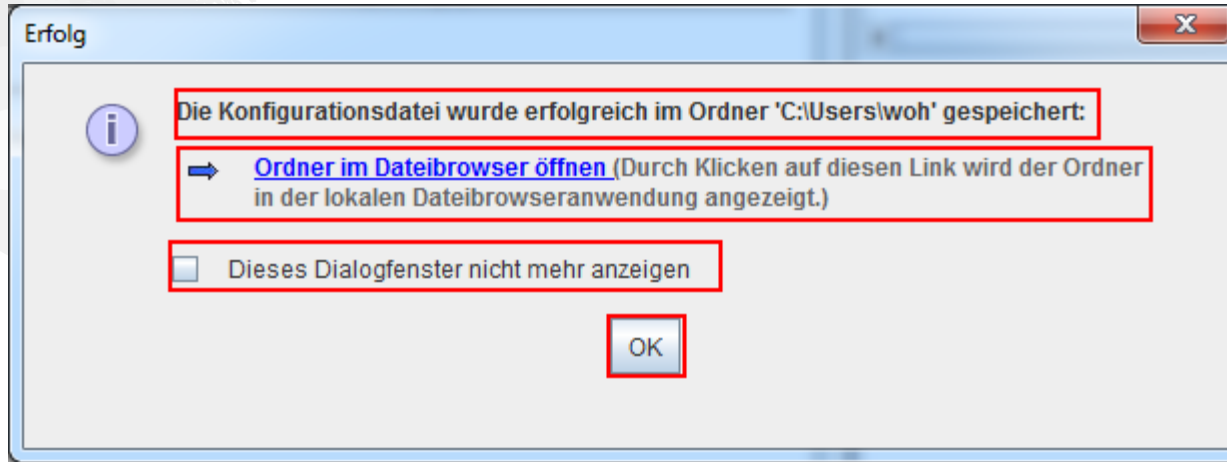 Erfolg
Die Konfigurationsdatei wurde erfolgreich im Ordner 'C:\Users\woh' gespeichert:
Ordner im Dateibrowser öffnen (Durch Klicken auf diesen Link wird der Ordner
in der lokalen Dateibrowseranwendung angezeigt.)
Dieses Dialogfenster nicht mehr anzeigen
OK